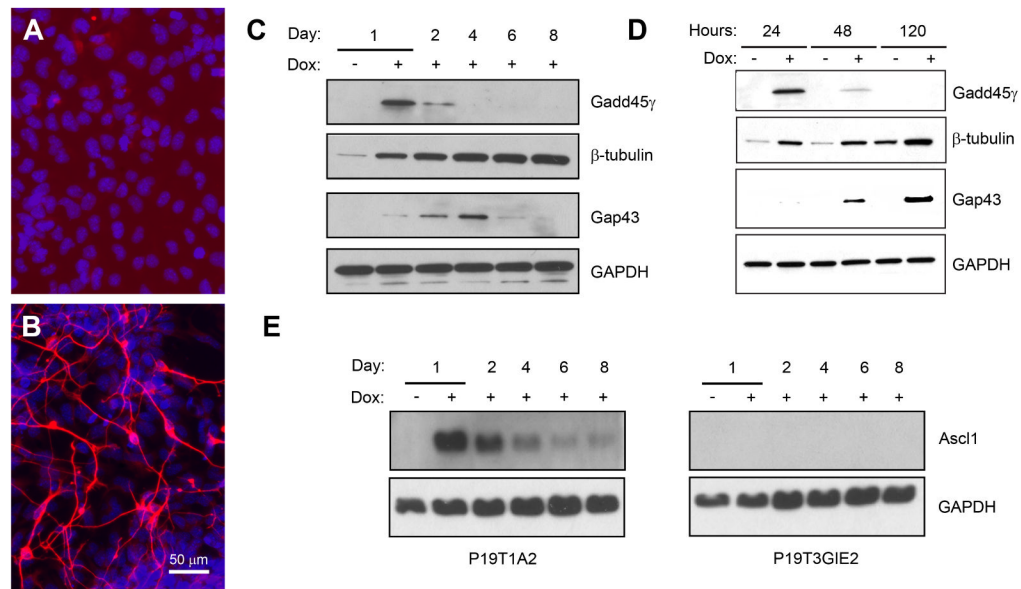 A
B
50 μm
C
Day: 1 2 4 6 8
Dox: - + + + + +
Gadd45γ
β-tubulin
Gap43
GAPDH
D
Hours: 24 48 120
Dox: - + - + - +
Gadd45γ
β-tubulin
Gap43
GAPDH
E
Day: 1 2 4 6 8 1 2 4 6 8
Dox: - + + + + + - + + + + +
Ascl1
GAPDH
P19T1A2 P19T3GIE2